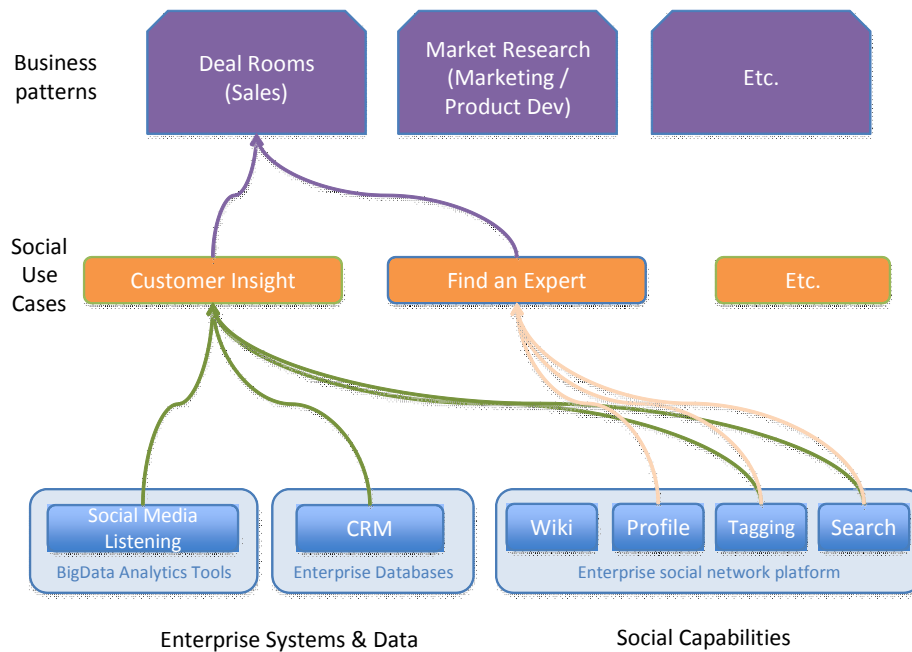 Business
patterns
Deal Rooms
(Sales)
Market Research
(Marketing /
Product Dev)
Etc.
Social
Use
Cases
Customer Insight
Find an Expert
Etc.
Social Media
Listening
BigData Analytics Tools
CRM
Enterprise Databases
Wiki
Profile
Tagging
Search
Enterprise social network platform
Enterprise Systems & Data
Social Capabilities